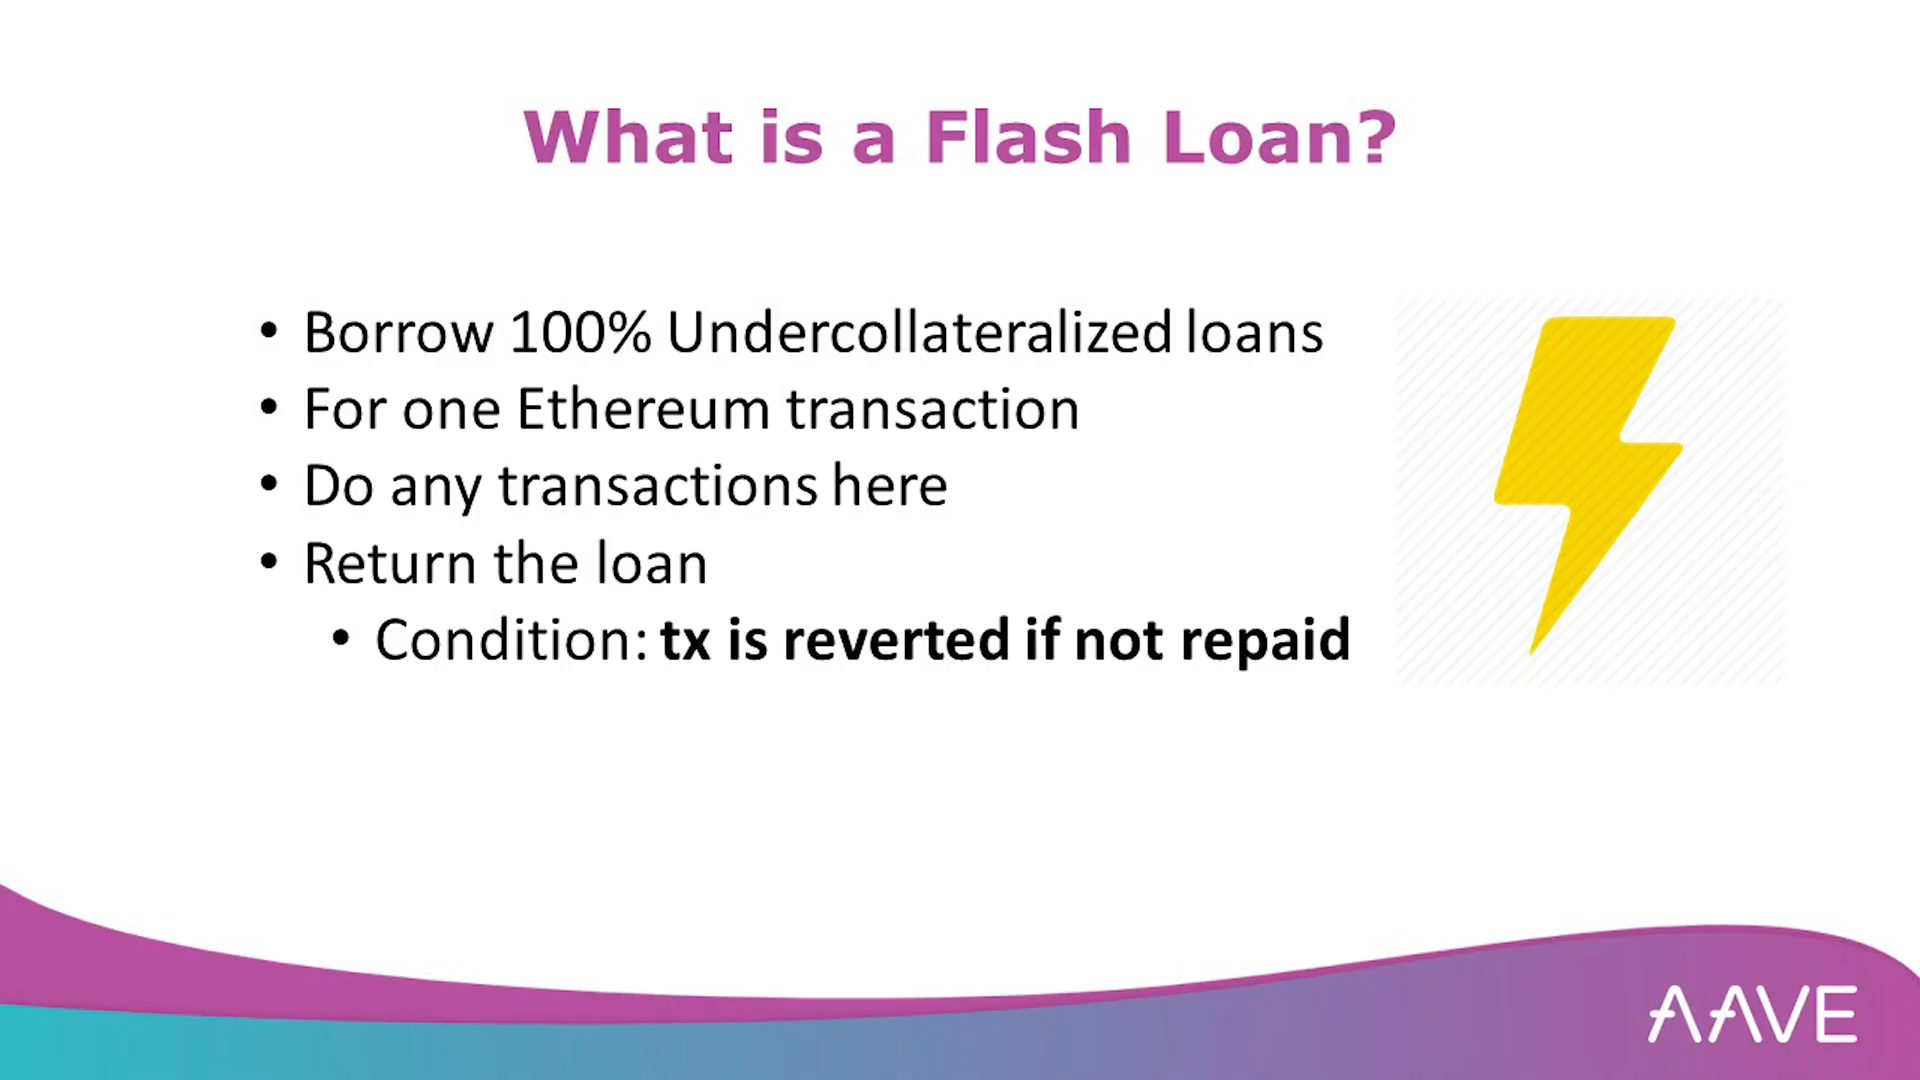 What is a Flash Loan?
• Borrow 100% Undercollateralized loans
• For one Ethereum transaction
• Do any transactions here
• Return the loan
• Condition: tx is reverted if not repaid
AAVE